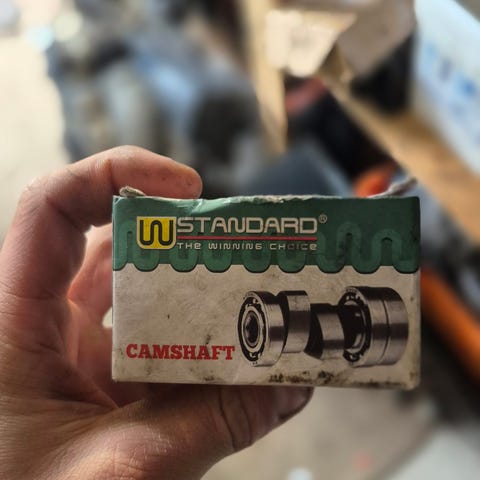 W STANDARD®
THE WINNING CHOICE
CAMSHAFT